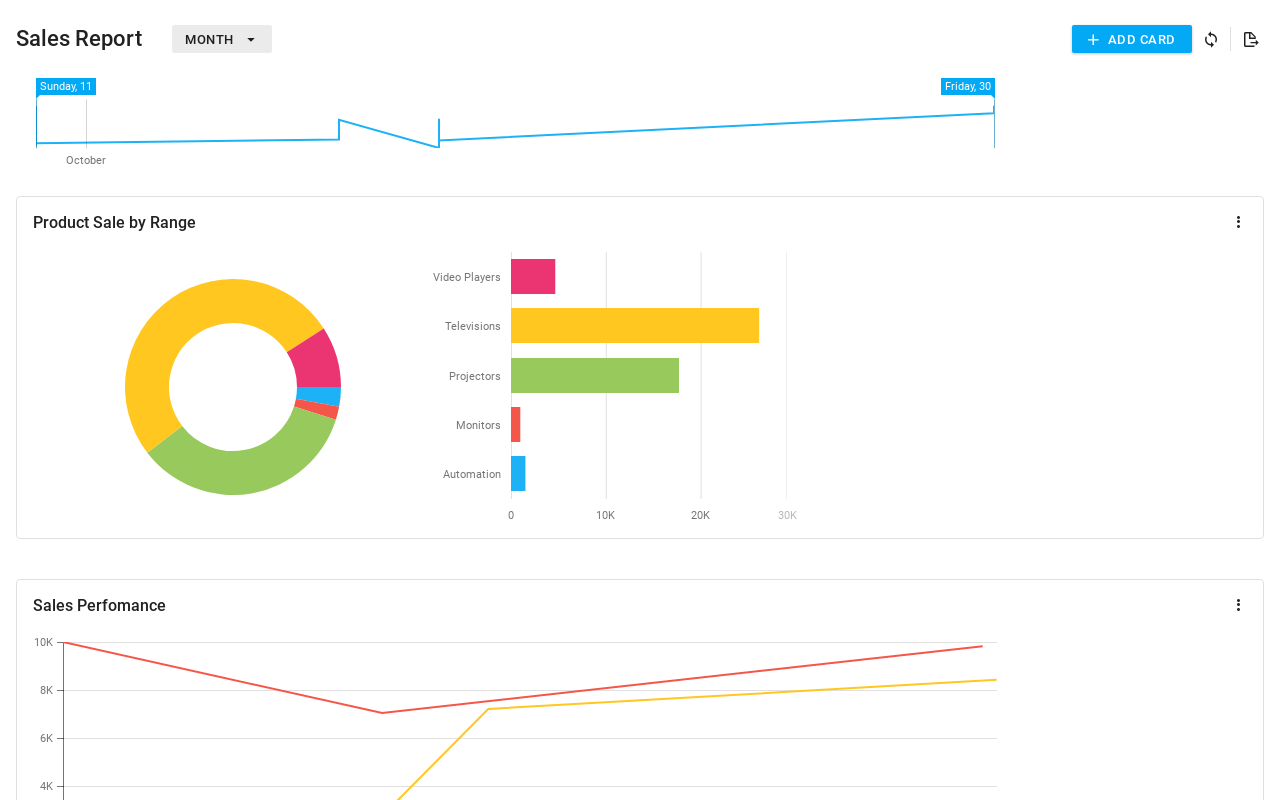 Sales Report
MONTH
ADD CARD
Sunday, 11
Friday, 30
October
Product Sale by Range
Video Players
Televisions
Projectors
Monitors
Automation
0
10K
20K
30K
Sales Perfomance
10K
8K
6K
4K